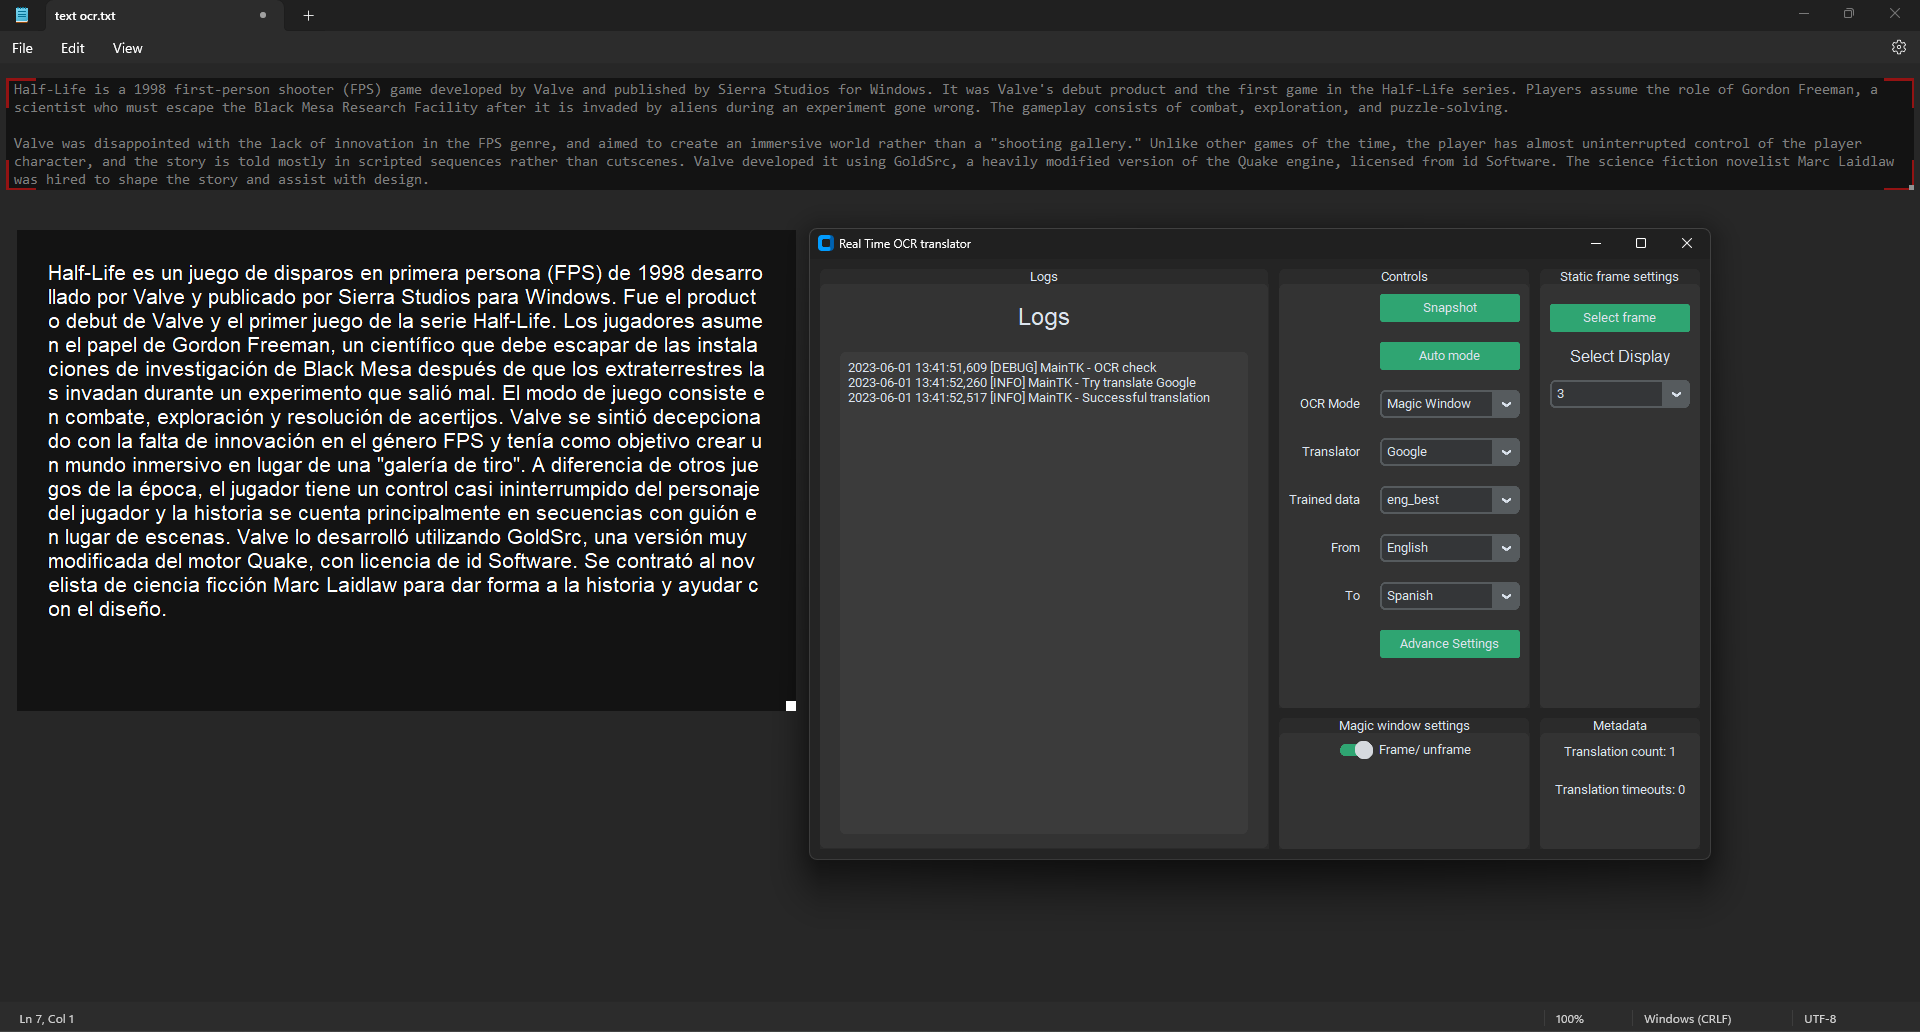 text ocr.txt
File Edit View
Half-Life is a 1998 first-person shooter (FPS) game developed by Valve and published by Sierra Studios for Windows. It was Valve's debut product and the first game in the Half-Life series. Players assume the role of Gordon Freeman, a
scientist who must escape the Black Mesa Research Facility after it is invaded by aliens during an experiment gone wrong. The gameplay consists of combat, exploration, and puzzle-solving.
Valve was disappointed with the lack of innovation in the FPS genre, and aimed to create an immersive world rather than a "shooting gallery." Unlike other games of the time, the player has almost uninterrupted control of the player
character, and the story is told mostly in scripted sequences rather than cutscenes. Valve developed it using GoldSrc, a heavily modified version of the Quake engine, licensed from id Software. The science fiction novelist Marc Laidlaw
was hired to shape the story and assist with design.
Half-Life es un juego de disparos en primera persona (FPS) de 1998 desarro
llado por Valve y publicado por Sierra Studios para Windows. Fue el product
o debut de Valve y el primer juego de la serie Half-Life. Los jugadores asume
n el papel de Gordon Freeman, un científico que debe escapar de las instala
ciones de investigación de Black Mesa después de que los extraterrestres la
s invadan durante un experimento que salió mal. El modo de juego consiste e
n combate, exploración y resolución de acertijos. Valve se sintió decepciona
do con la falta de innovación en el género FPS y tenía como objetivo crear u
n mundo inmersivo en lugar de una "galería de tiro". A diferencia de otros jue
gos de la época, el jugador tiene un control casi ininterrumpido del personaje
del jugador y la historia se cuenta principalmente en secuencias con guión e
n lugar de escenas. Valve lo desarrolló utilizando GoldSrc, una versión muy
modificada del motor Quake, con licencia de id Software. Se contrató al nov
elista de ciencia ficción Marc Laidlaw para dar forma a la historia y ayudar c
on el diseño.
Real Time OCR translator
Logs
Logs
2023-06-01 13:41:51,609 [DEBUG] MainTK - OCR check
2023-06-01 13:41:52,260 [INFO] MainTK - Try translate Google
2023-06-01 13:41:52,517 [INFO] MainTK - Successful translation
Controls
Snapshot
Auto mode
OCR Mode Magic Window
Translator Google
Trained data eng_best
From English
To Spanish
Advance Settings
Static frame settings
Select frame
Select Display
3
Magic window settings
Frame/ unframe
Metadata
Translation count: 1
Translation timeouts: 0
Ln 7, Col 1 100% Windows (CRLF) UTF-8